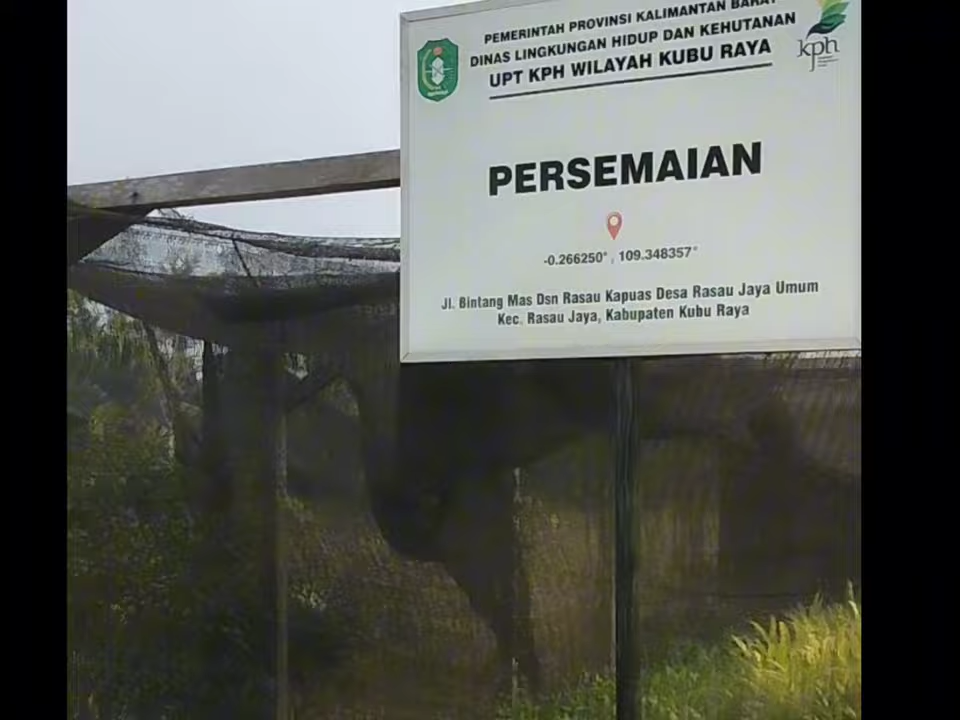 PEMERINTAH PROVINSI KALIMANTAN BARAT
DINAS LINGKUNGAN HIDUP DAN KEHUTANAN
UPT KPH WILAYAH KUBU RAYA
kph
PERSEMAIAN
-0.266250°, 109.348357°
Jl. Bintang Mas Dsn Rasau Kapuas Desa Rasau Jaya Umum
Kec. Rasau Jaya, Kabupaten Kubu Raya